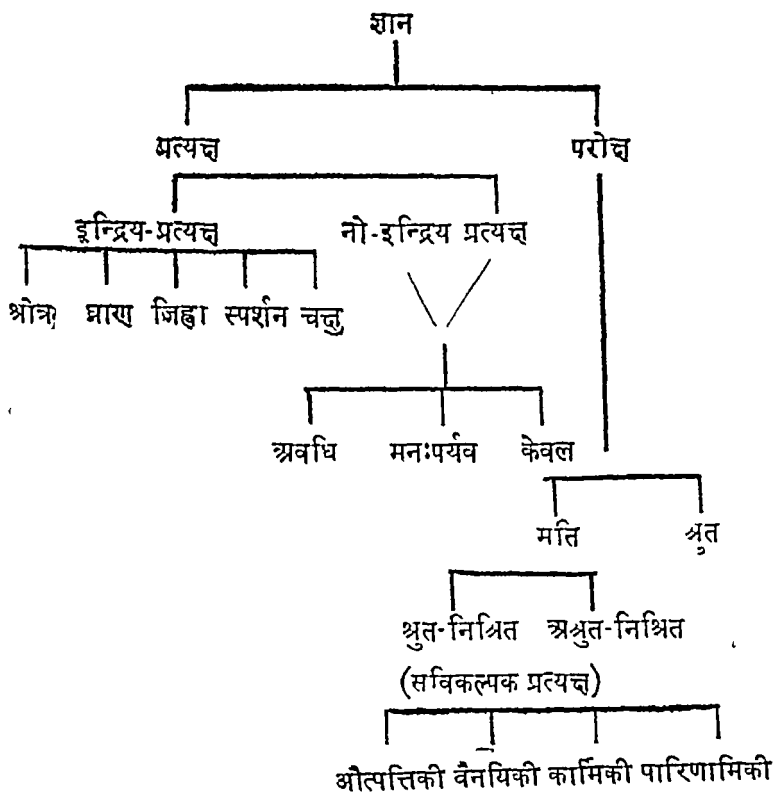 ज्ञान
प्रत्यक्ष परोक्ष
इन्द्रिय-प्रत्यक्ष नो-इन्द्रिय प्रत्यक्ष
श्रोत्र घ्राण जिह्वा स्पर्शन चक्षु
अवधि मनःपर्यव केवल
मति श्रुत
श्रुत-निश्रित अश्रुत-निश्रित
(सविकल्पक प्रत्यक्ष)
औत्पत्तिकी वैनयिकी कार्मिकी पारिणामिकी